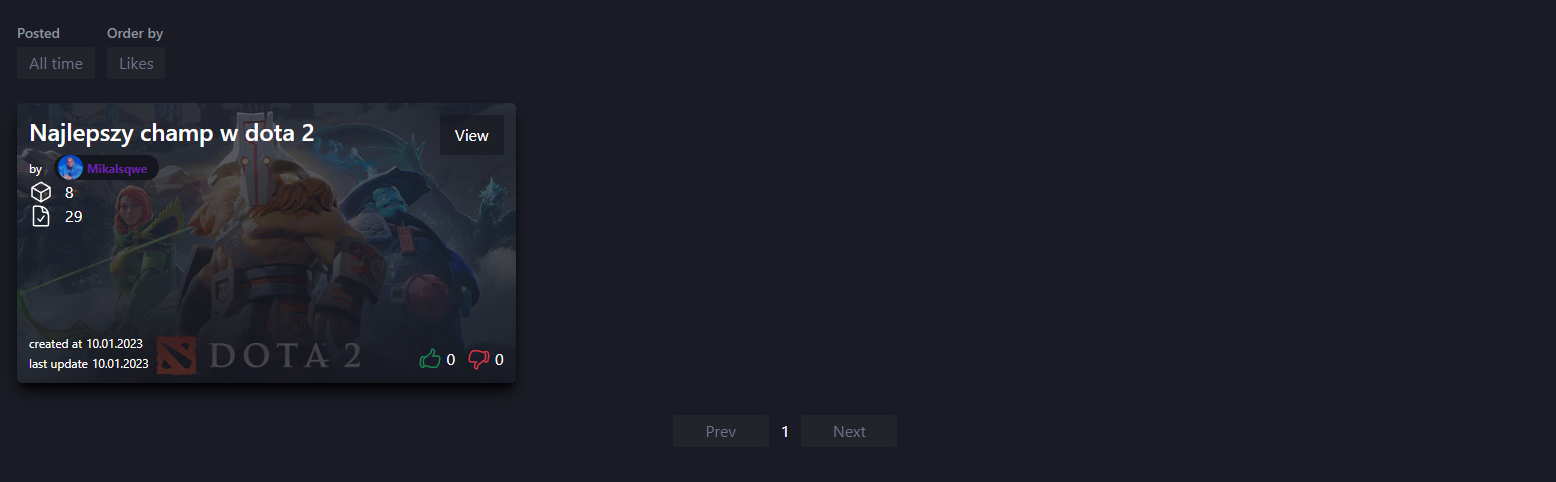 Posted Order by
All time Likes
Najlepszy champ w dota 2
View
by Mikalsqwe
8
29
created at 10.01.2023
last update 10.01.2023
DOTA 2
0 0
Prev 1 Next